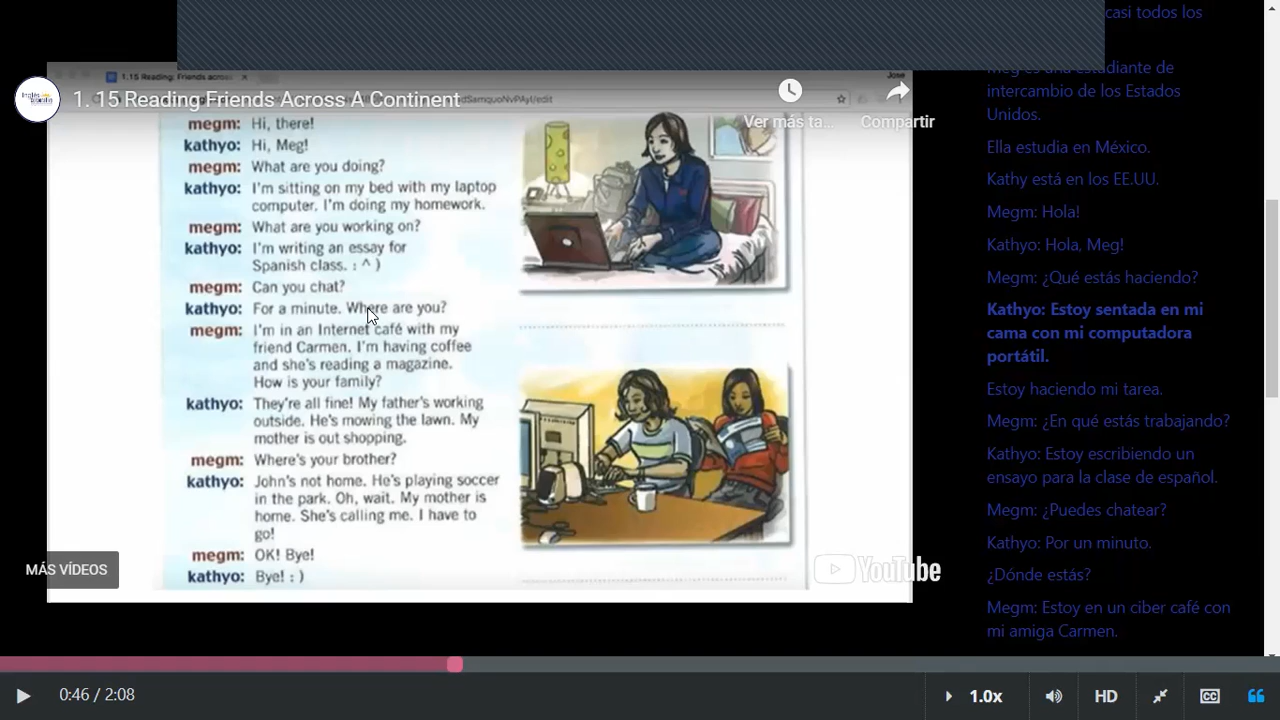 1.15 Reading: Friends across
Jose
1. 15 Reading Friends Across A Continent
dSamquoNvPAyI/edit
Ver más ta...
Compartir
megm: Hi, there!
kathyo: Hi, Meg!
megm: What are you doing?
kathyo: I'm sitting on my bed with my laptop
computer. I'm doing my homework.
megm: What are you working on?
kathyo: I'm writing an essay for
Spanish class. : ^ )
megm: Can you chat?
kathyo: For a minute. Where are you?
megm: I'm in an Internet café with my
friend Carmen. I'm having coffee
and she's reading a magazine.
How is your family?
kathyo: They're all fine! My father's working
outside. He's mowing the lawn. My
mother is out shopping.
megm: Where's your brother?
kathyo: John's not home. He's playing soccer
in the park. Oh, wait. My mother is
home. She's calling me. I have to
go!
megm: OK! Bye!
kathyo: Bye! : )
MÁS VÍDEOS
YouTube
casi todos los
Meg es una estudiante de
intercambio de los Estados
Unidos.
Ella estudia en México.
Kathy está en los EE.UU.
Megm: Hola!
Kathyo: Hola, Meg!
Megm: ¿Qué estás haciendo?
Kathyo: Estoy sentada en mi
cama con mi computadora
portátil.
Estoy haciendo mi tarea.
Megm: ¿En qué estás trabajando?
Kathyo: Estoy escribiendo un
ensayo para la clase de español.
Megm: ¿Puedes chatear?
Kathyo: Por un minuto.
¿Dónde estás?
Megm: Estoy en un ciber café con
mi amiga Carmen.
0:46 / 2:08
1.0x
HD
CC